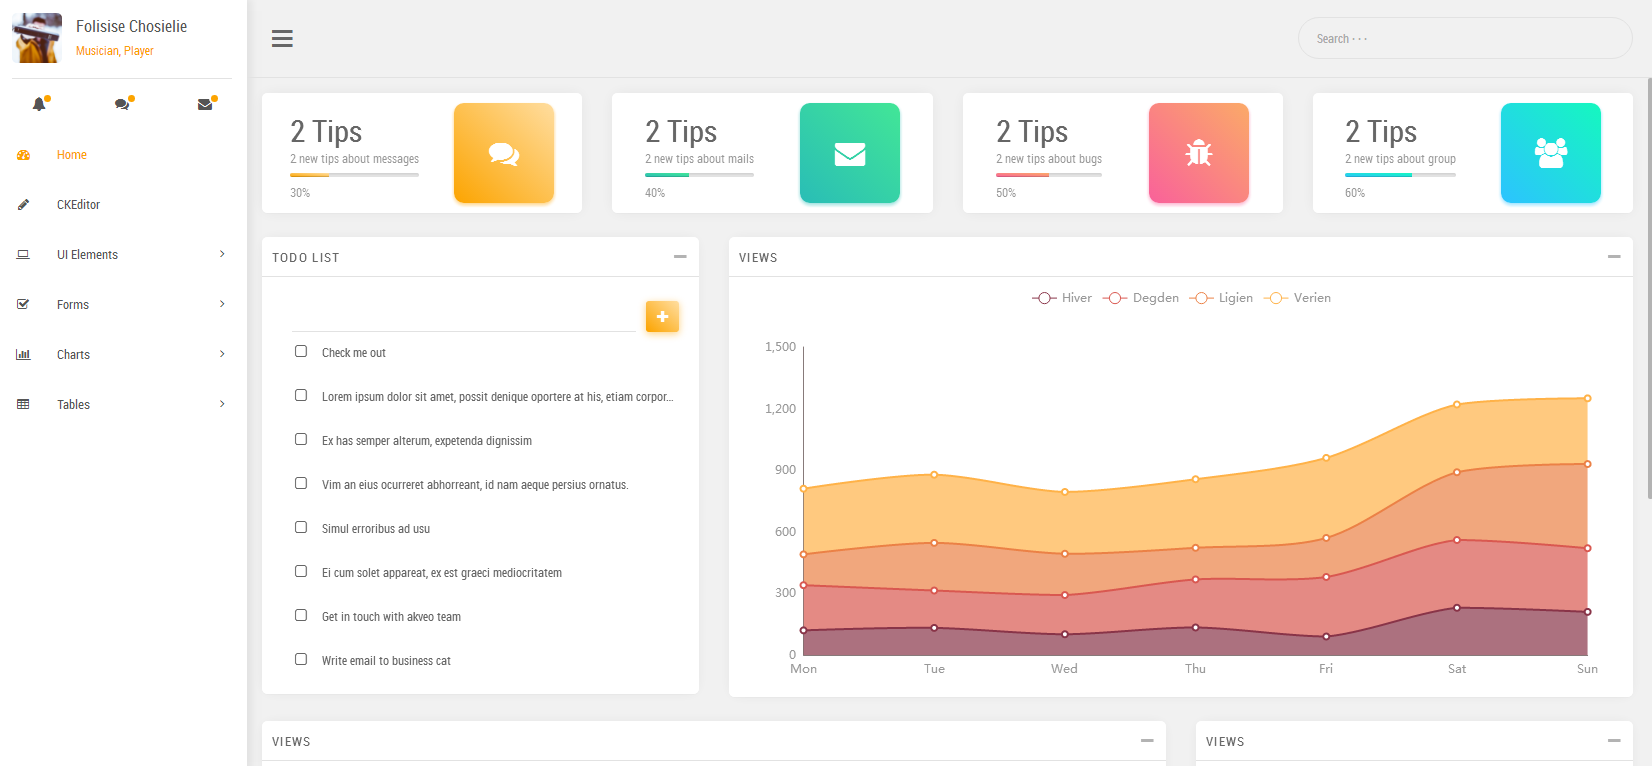 Folisise Chosielie
Musician, Player
Home
CKEditor
UI Elements
Forms
Charts
Tables
Search · · ·
2 Tips
2 new tips about messages
30%
2 Tips
2 new tips about mails
40%
2 Tips
2 new tips about bugs
50%
2 Tips
2 new tips about group
60%
TODO LIST
Check me out
Lorem ipsum dolor sit amet, possit denique oportere at his, etiam corpor...
Ex has semper alterum, expetenda dignissim
Vim an eius ocurreret abhorreant, id nam aeque persius ornatus.
Simul erroribus ad usu
Ei cum solet appareat, ex est graeci mediocritatem
Get in touch with akveo team
Write email to business cat
VIEWS
Hiver Degden Ligien Verien
1,500
1,200
900
600
300
0
Mon Tue Wed Thu Fri Sat Sun
VIEWS
VIEWS